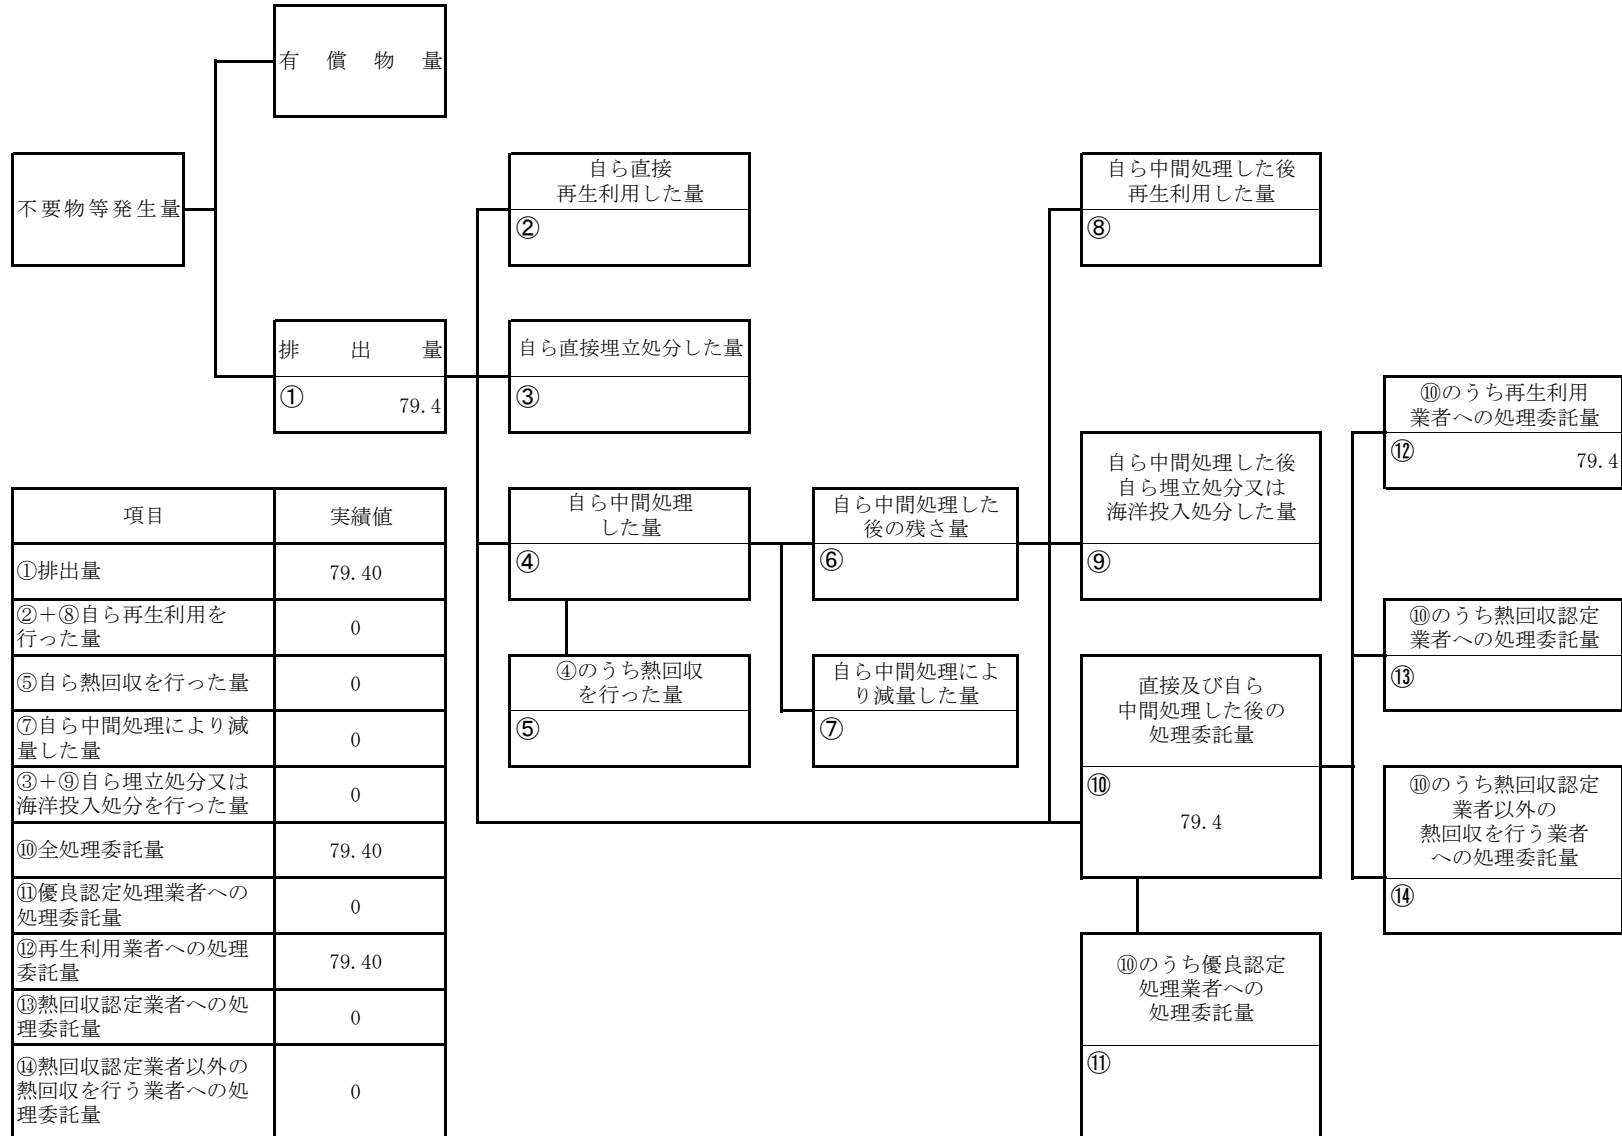 有償物量
不要物等発生量
自ら直接
再生利用した量
②
自ら中間処理した後
再生利用した量
⑧
排出量
①
79.4
自ら直接埋立処分した量
③
⑩のうち再生利用
業者への処理委託量
⑫
79.4
自ら中間処理した後
自ら埋立処分又は
海洋投入処分した量
⑨
自ら中間処理
した量
④
自ら中間処理した
後の残さ量
⑥
⑩のうち熱回収認定
業者への処理委託量
⑬
④のうち熱回収
を行った量
⑤
自ら中間処理によ
り減量した量
⑦
直接及び自ら
中間処理した後の
処理委託量
⑩
79.4
⑩のうち熱回収認定
業者以外の
熱回収を行う業者
への処理委託量
⑭
⑩のうち優良認定
処理業者への
処理委託量
⑪
項目 実績値
①排出量 79.40
②+⑧自ら再生利用を
行った量
0
⑤自ら熱回収を行った量 0
⑦自ら中間処理により減
量した量
0
③+⑨自ら埋立処分又は
海洋投入処分を行った量
0
⑩全処理委託量 79.40
⑪優良認定処理業者への
処理委託量
0
⑫再生利用業者への処理
委託量
79.40
⑬熱回収認定業者への処
理委託量
0
⑭熱回収認定業者以外の
熱回収を行う業者への処
理委託量
0